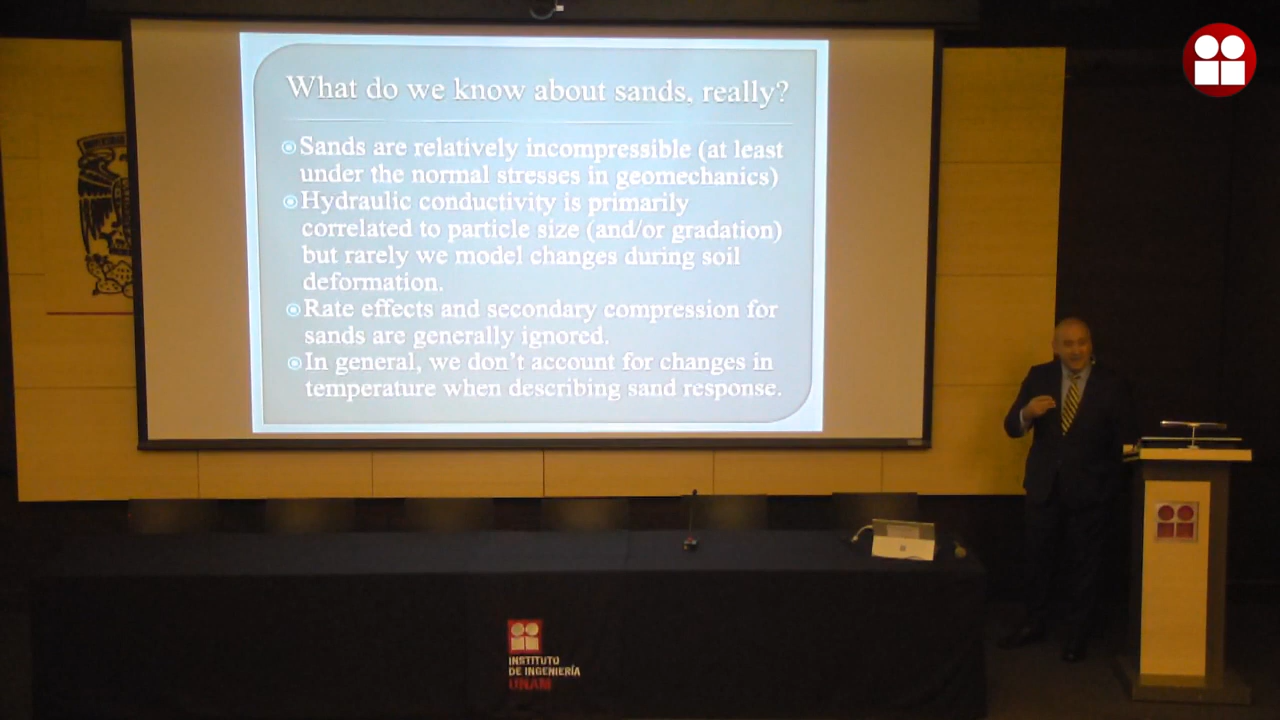 What do we know about sands, really?
Sands are relatively incompressible (at least
under the normal stresses in geomechanics)
Hydraulic conductivity is primarily
correlated to particle size (and/or gradation)
but rarely we model changes during soil
deformation.
Rate effects and secondary compression for
sands are generally ignored.
In general, we don't account for changes in
temperature when describing sand response.
INSTITUTO
DE INGENIERÍA
UNAM